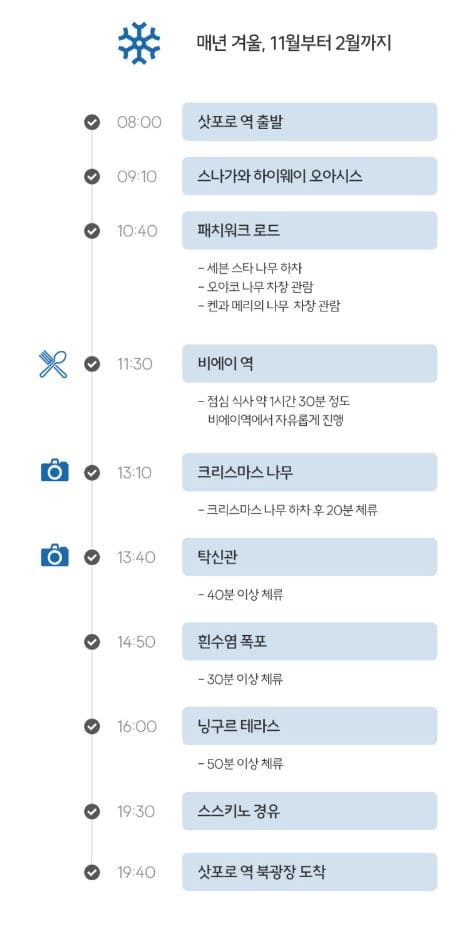 매년 겨울, 11월부터 2월까지
08:00 삿포로 역 출발
09:10 스나가와 하이웨이 오아시스
10:40 패치워크 로드
- 세븐 스타 나무 하차
- 오야코 나무 차창 관람
- 켄과 메리의 나무 차창 관람
11:30 비에이 역
- 점심 식사 약 1시간 30분 정도
비에이역에서 자유롭게 진행
13:10 크리스마스 나무
- 크리스마스 나무 하차 후 20분 체류
13:40 탁신관
- 40분 이상 체류
14:50 흰수염 폭포
- 30분 이상 체류
16:00 닝구르 테라스
- 50분 이상 체류
19:30 스스키노 경유
19:40 삿포로 역 북광장 도착